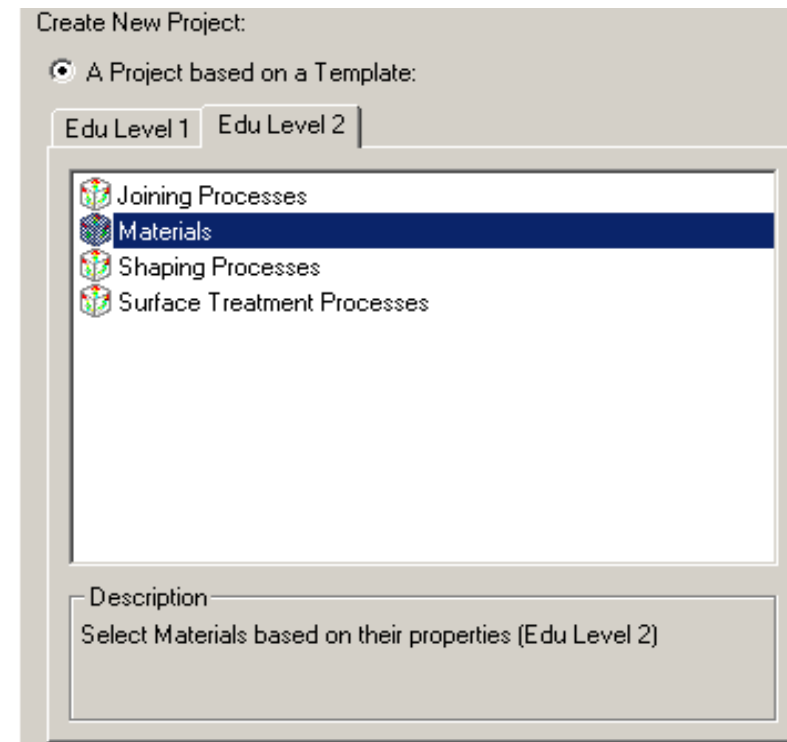 Create New Project:
A Project based on a Template:
Edu Level 1 Edu Level 2
Joining Processes
Materials
Shaping Processes
Surface Treatment Processes
Description
Select Materials based on their properties (Edu Level 2)